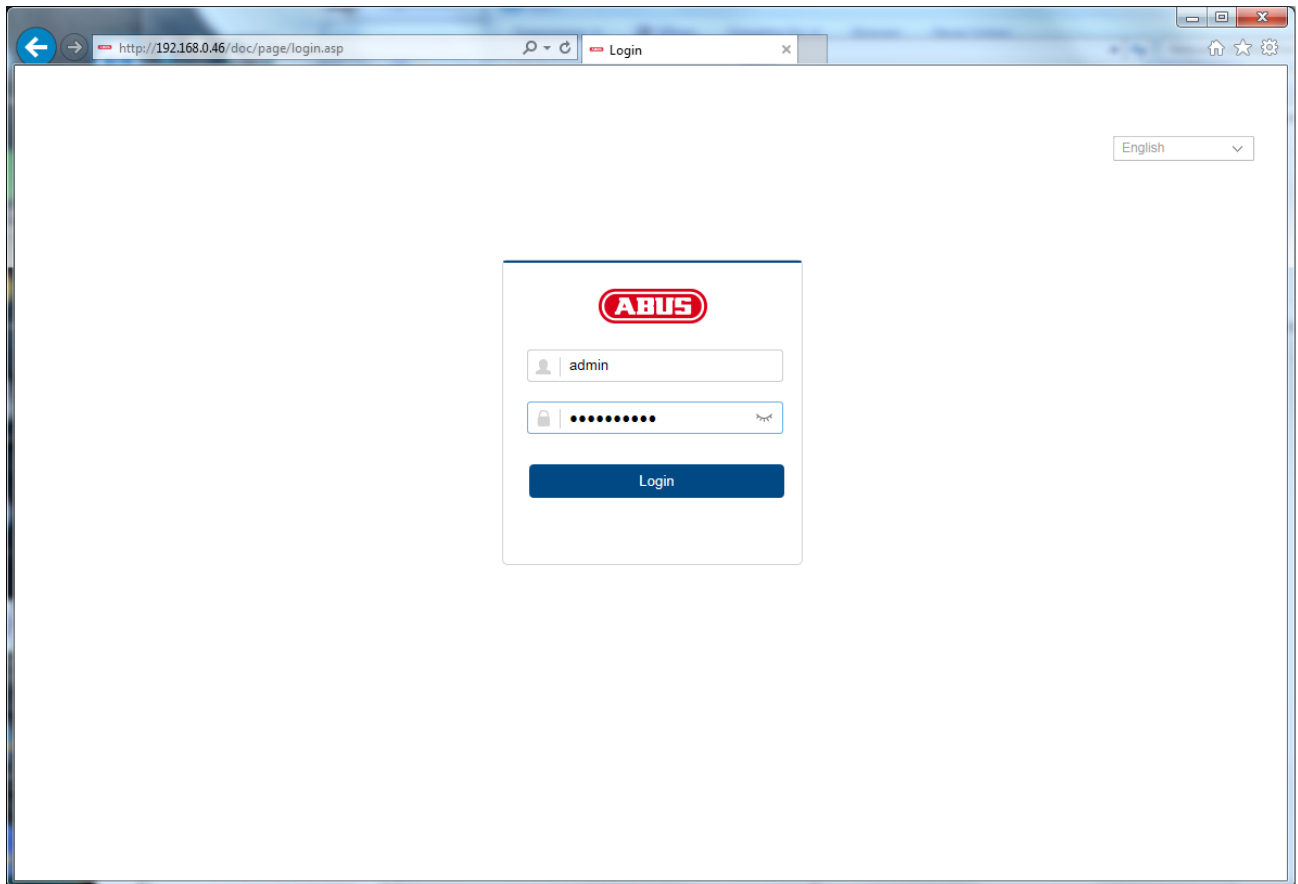 http://192.168.0.46/doc/page/login.asp
Login
English
ABUS
admin
••••••••••
Login